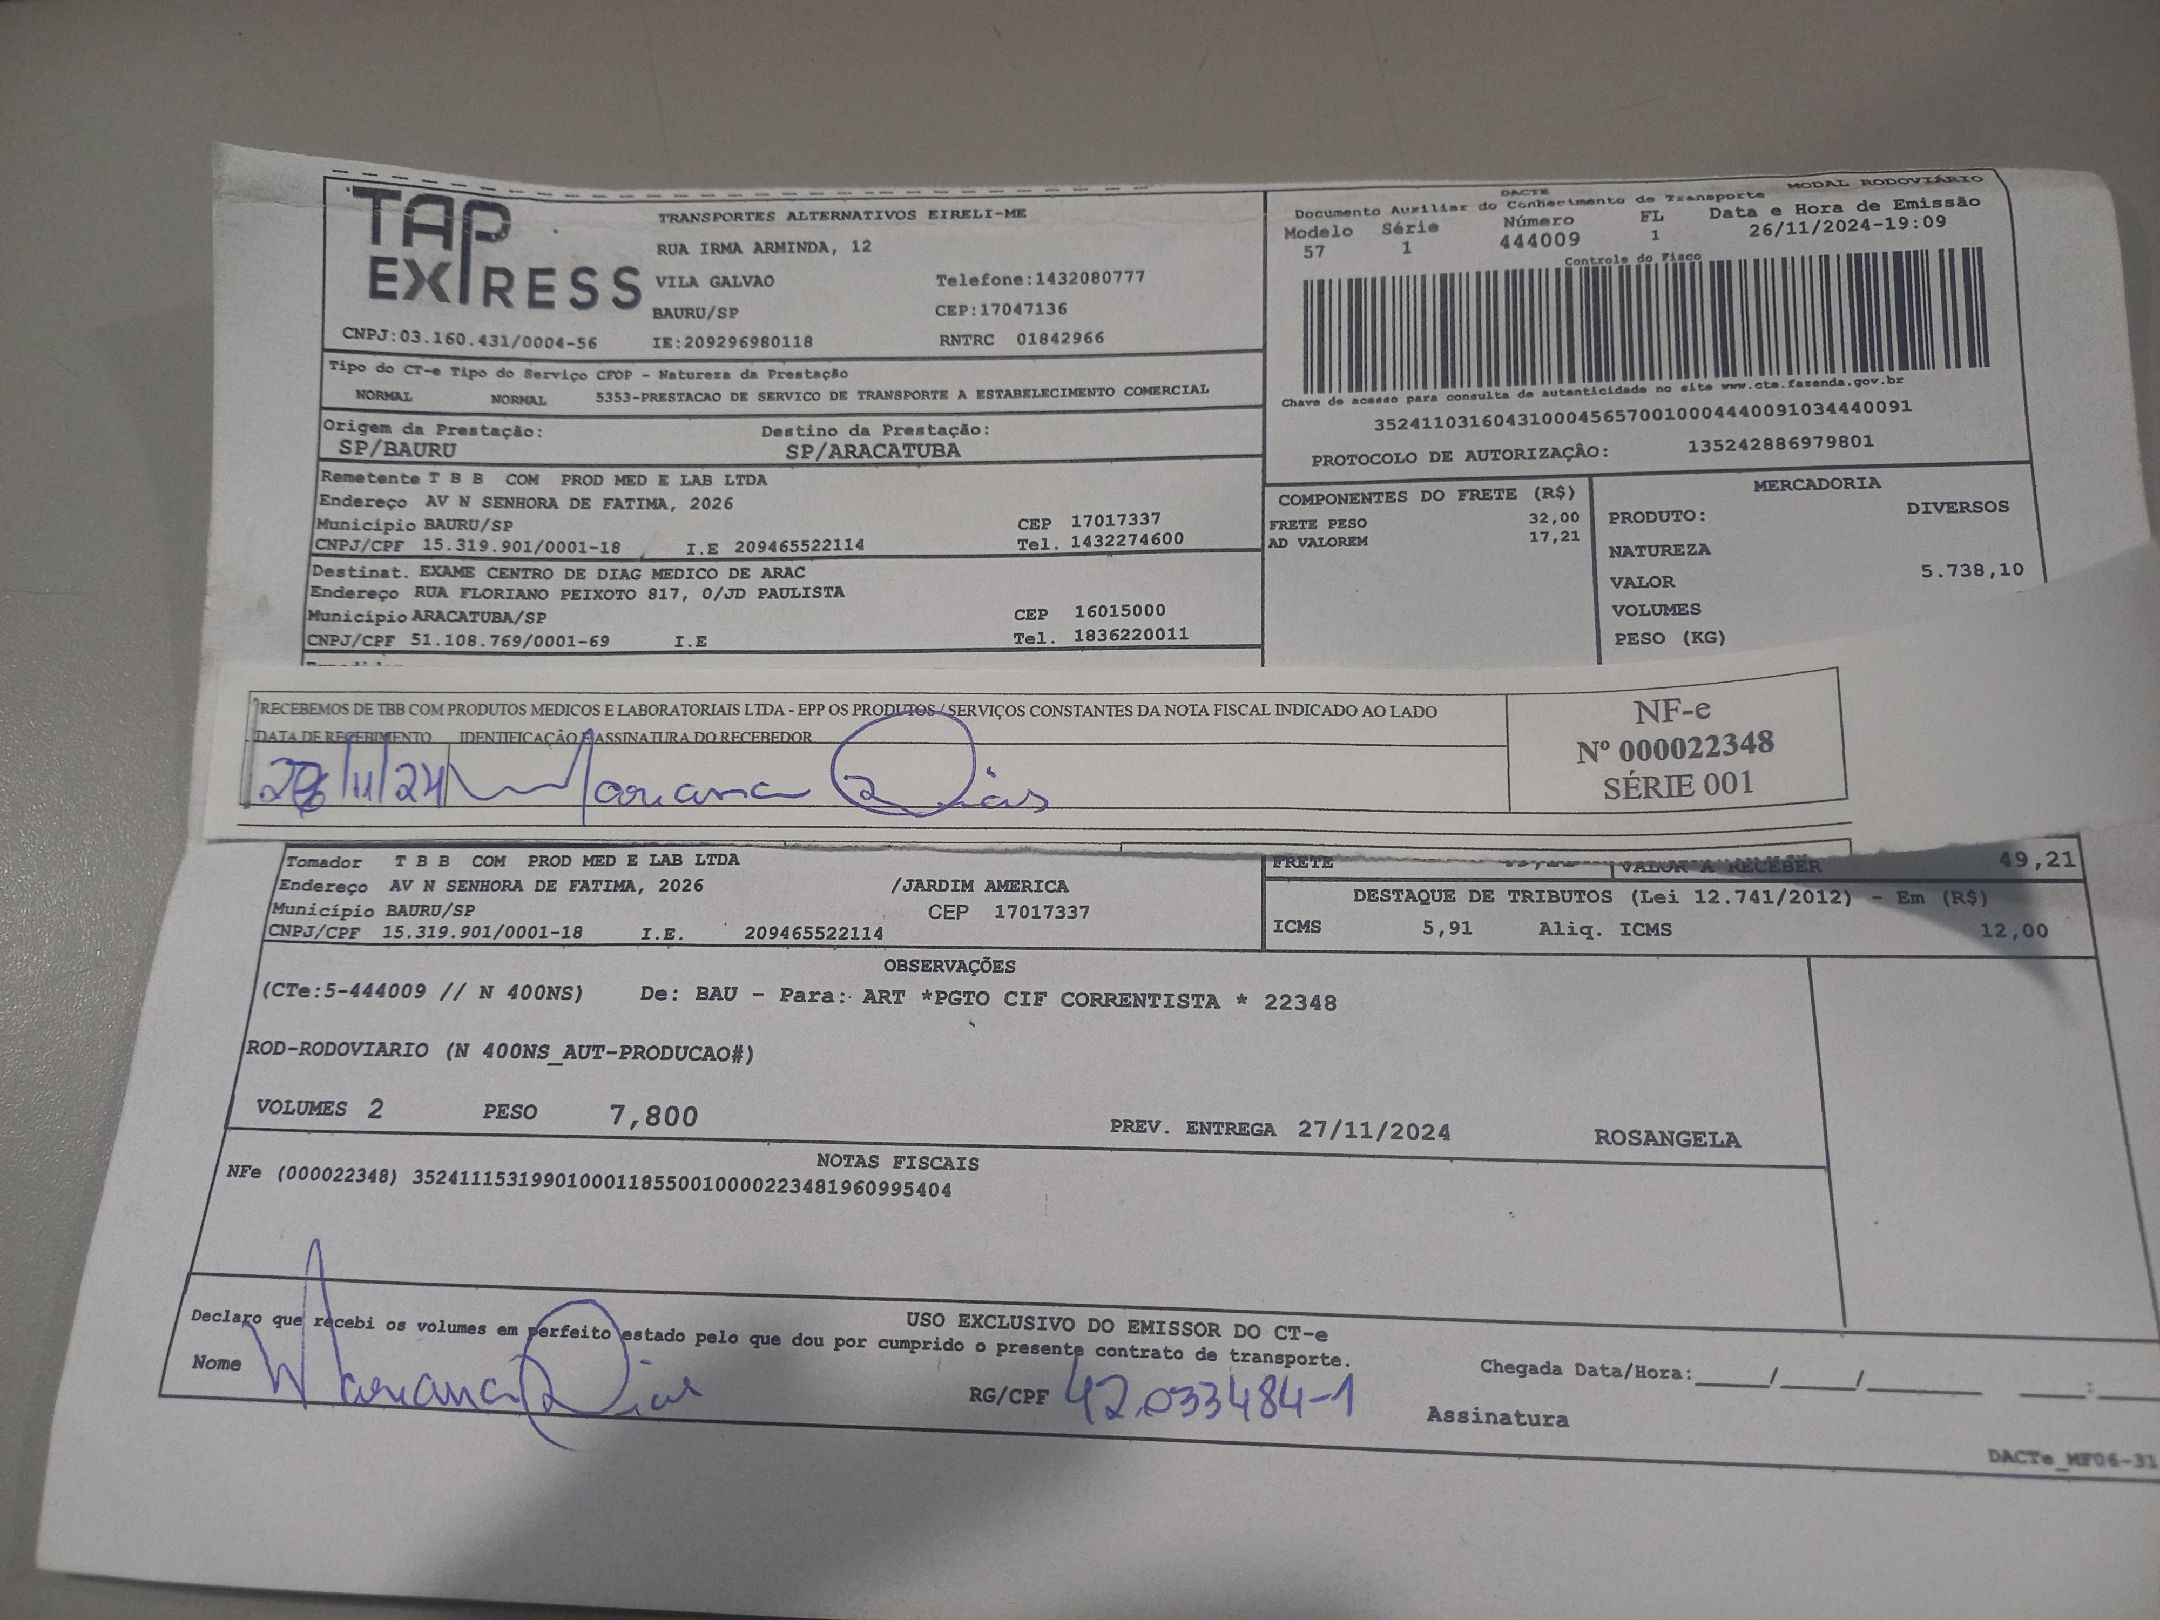 TAP EXPRESS
TRANSPORTES ALTERNATIVOS EIRELI-ME
RUA IRMA ARMINDA, 12
VILA GALVAO Telefone:1432080777
BAURU/SP CEP:17047136
CNPJ:03.160.431/0004-56 IE:209296980118 RNTRC 01842966
DACTE MODAL RODOVIÁRIO
Documento Auxiliar do Conhecimento de Transporte
Modelo Série Número FL Data e Hora de Emissão
57 1 444009 1 26/11/2024-19:09
Controle do Fisco
Chave de acesso para consulta de autenticidade no site www.cte.fazenda.gov.br
35241103160431000456570010004440091034440091
PROTOCOLO DE AUTORIZAÇÃO: 135242886979801
Tipo do CT-e Tipo do Serviço CFOP - Natureza da Prestação
NORMAL NORMAL 5353-PRESTACAO DE SERVICO DE TRANSPORTE A ESTABELECIMENTO COMERCIAL
Origem da Prestação: Destino da Prestação:
SP/BAURU SP/ARACATUBA
Remetente T B B COM PROD MED E LAB LTDA
Endereço AV N SENHORA DE FATIMA, 2026
Município BAURU/SP CEP 17017337
CNPJ/CPF 15.319.901/0001-18 I.E 209465522114 Tel. 1432274600
Destinat. EXAME CENTRO DE DIAG MEDICO DE ARAC
Endereço RUA FLORIANO PEIXOTO 817, 0/JD PAULISTA
Município ARACATUBA/SP CEP 16015000
CNPJ/CPF 51.108.769/0001-69 I.E Tel. 1836220011
COMPONENTES DO FRETE (R$)
FRETE PESO 32,00
AD VALOREM 17,21
MERCADORIA
PRODUTO: DIVERSOS
NATUREZA
VALOR 5.738,10
VOLUMES
PESO (KG)
RECEBEMOS DE TBB COM PRODUTOS MEDICOS E LABORATORIAIS LTDA - EPP OS PRODUTOS / SERVIÇOS CONSTANTES DA NOTA FISCAL INDICADO AO LADO
DATA DE RECEBIMENTO IDENTIFICAÇÃO E ASSINATURA DO RECEBEDOR
/11/24 Mariana Dias
NF-e
Nº 000022348
SÉRIE 001
Tomador T B B COM PROD MED E LAB LTDA
Endereço AV N SENHORA DE FATIMA, 2026 /JARDIM AMERICA
Município BAURU/SP CEP 17017337
CNPJ/CPF 15.319.901/0001-18 I.E. 209465522114
FRETE VALOR A RECEBER 49,21
DESTAQUE DE TRIBUTOS (Lei 12.741/2012) - Em (R$)
ICMS 5,91 Aliq. ICMS 12,00
OBSERVAÇÕES
(CTe:5-444009 // N 400NS) De: BAU - Para: ART *PGTO CIF CORRENTISTA * 22348
ROD-RODOVIARIO (N 400NS_AUT-PRODUCAO#)
VOLUMES 2 PESO 7,800 PREV. ENTREGA 27/11/2024 ROSANGELA
NOTAS FISCAIS
NFe (000022348) 35241115319901000118550010000223481960995404
USO EXCLUSIVO DO EMISSOR DO CT-e
Declaro que recebi os volumes em perfeito estado pelo que dou por cumprido o presente contrato de transporte.
Nome Mariana Dias RG/CPF 42.033484-1 Chegada Data/Hora:____/____/______ ____:____
Assinatura
DACTe_MF06-31